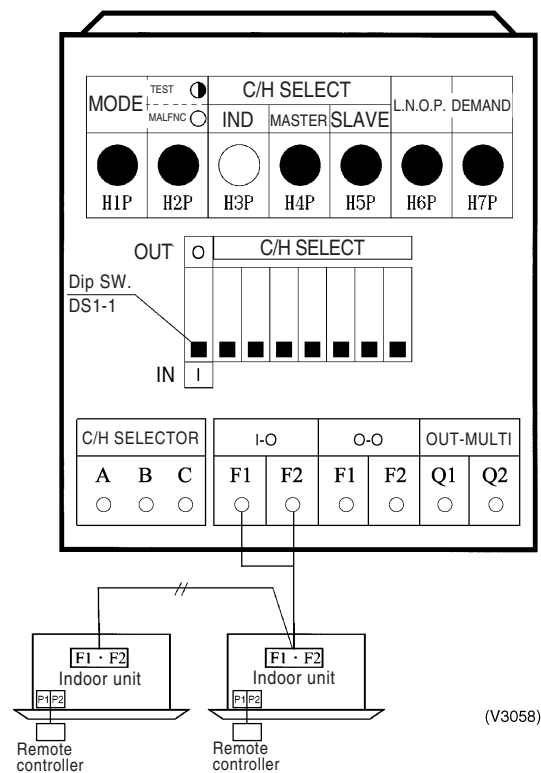 MODE TEST C/H SELECT L.N.O.P. DEMAND
MALFNC IND MASTER SLAVE
H1P H2P H3P H4P H5P H6P H7P
OUT O C/H SELECT
Dip SW.
DS1-1
IN I
C/H SELECTOR I-O O-O OUT-MULTI
A B C F1 F2 F1 F2 Q1 Q2
F1 · F2 F1 · F2
Indoor unit Indoor unit
P1 P2 P1 P2
(V3058)
Remote controller Remote controller